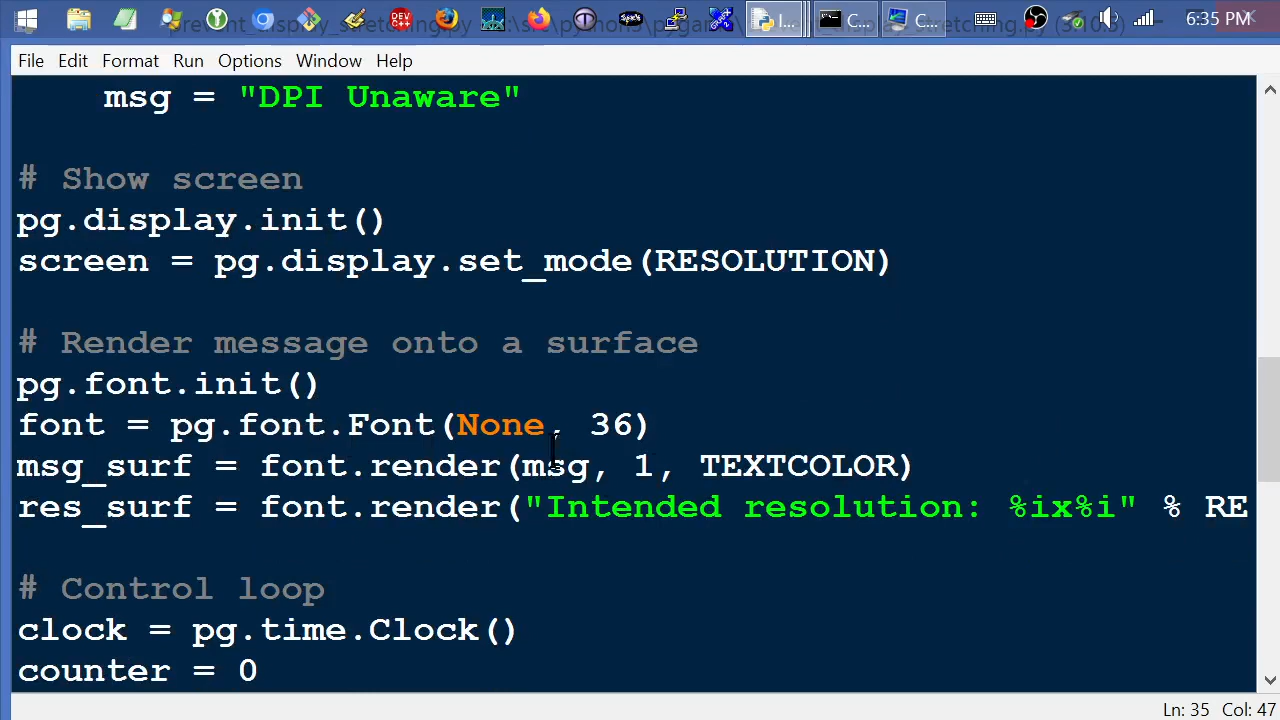 6:35 PM
File Edit Format Run Options Window Help
msg = "DPI Unaware"
# Show screen
pg.display.init()
screen = pg.display.set_mode(RESOLUTION)
# Render message onto a surface
pg.font.init()
font = pg.font.Font(None, 36)
msg_surf = font.render(msg, 1, TEXTCOLOR)
res_surf = font.render("Intended resolution: %ix%i" % RE
# Control loop
clock = pg.time.Clock()
counter = 0
Ln: 35 Col: 47